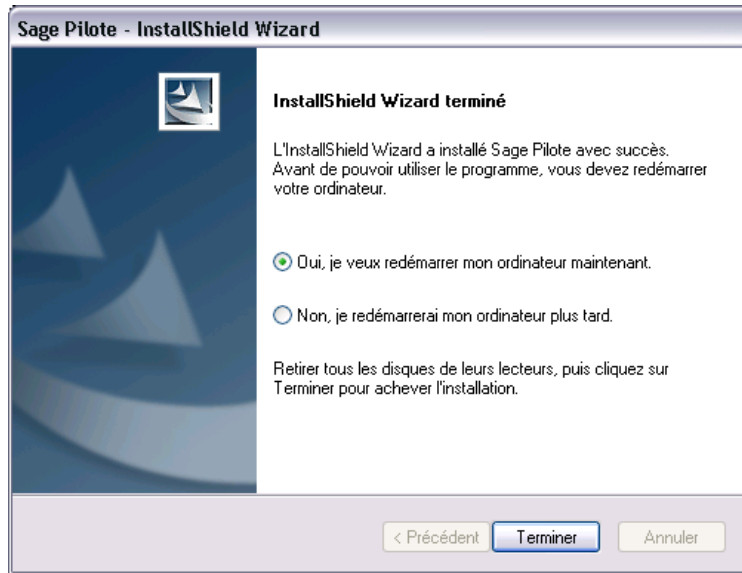 Sage Pilote - InstallShield Wizard
InstallShield Wizard terminé
L'InstallShield Wizard a installé Sage Pilote avec succès.
Avant de pouvoir utiliser le programme, vous devez redémarrer
votre ordinateur.
Oui, je veux redémarrer mon ordinateur maintenant.
Non, je redémarrerai mon ordinateur plus tard.
Retirer tous les disques de leurs lecteurs, puis cliquez sur
Terminer pour achever l'installation.
< Précédent Terminer Annuler